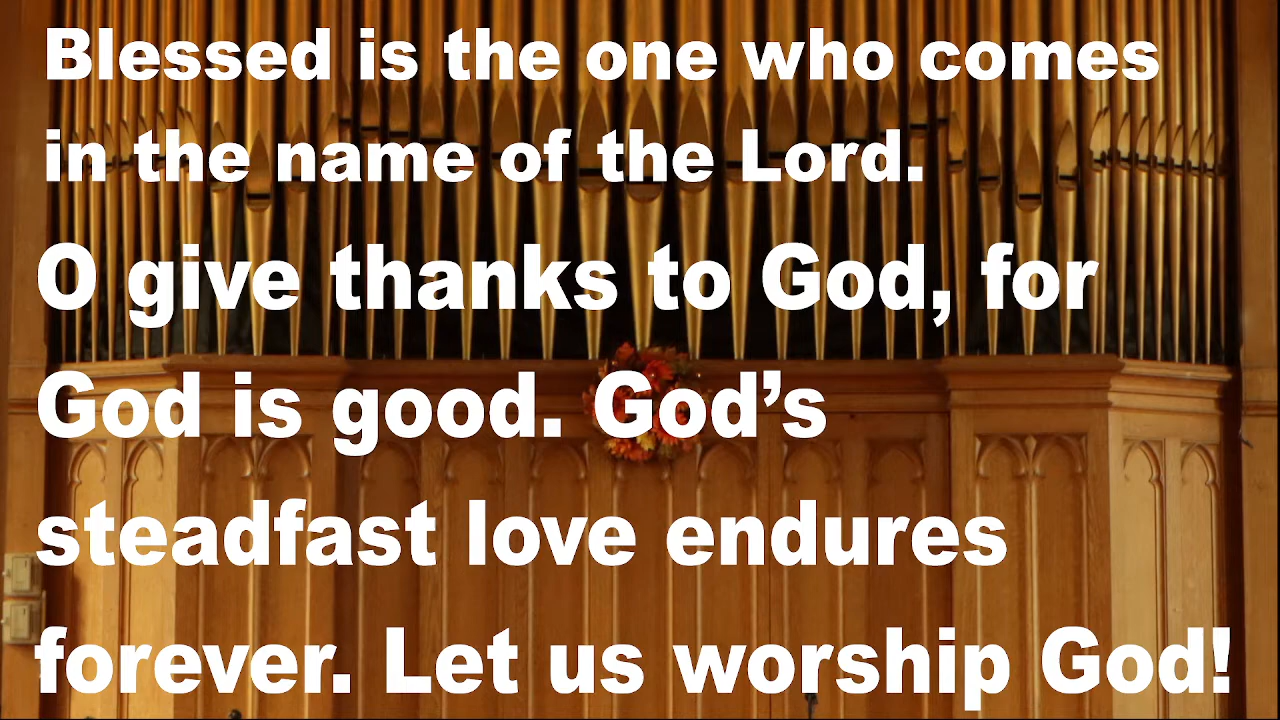 Blessed is the one who comes
in the name of the Lord.
O give thanks to God, for
God is good. God’s
steadfast love endures
forever. Let us worship God!